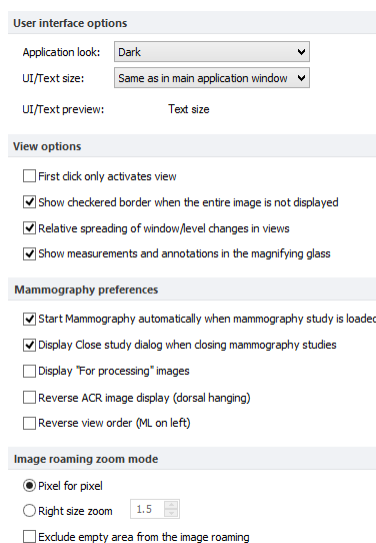 User interface options
Application look: Dark
UI/Text size: Same as in main application window
UI/Text preview: Text size
View options
First click only activates view
Show checkered border when the entire image is not displayed
Relative spreading of window/level changes in views
Show measurements and annotations in the magnifying glass
Mammography preferences
Start Mammography automatically when mammography study is loaded
Display Close study dialog when closing mammography studies
Display "For processing" images
Reverse ACR image display (dorsal hanging)
Reverse view order (ML on left)
Image roaming zoom mode
Pixel for pixel
Right size zoom 1.5
Exclude empty area from the image roaming